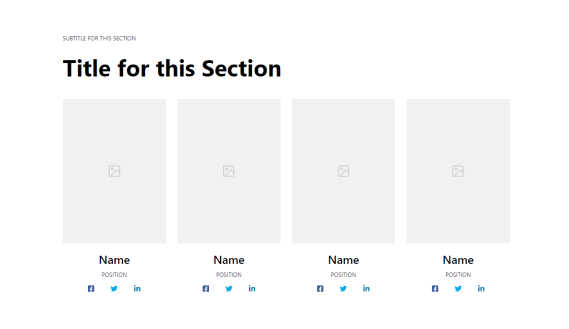 SUBTITLE FOR THIS SECTION
Title for this Section
Name Name Name Name
POSITION POSITION POSITION POSITION